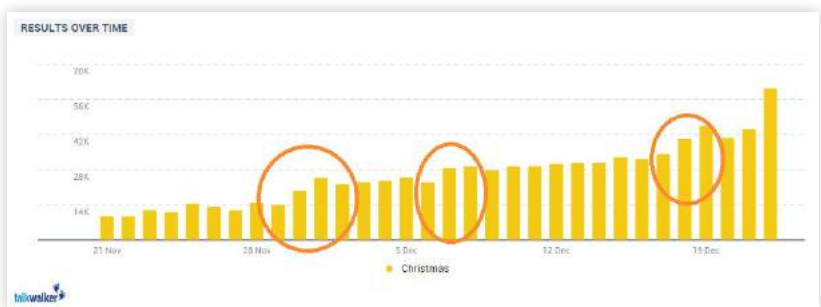 RESULTS OVER TIME
70K
56K
42K
28K
14K
21 Nov
28 Nov
5 Dec
12 Dec
19 Dec
Christmas
talkwalker